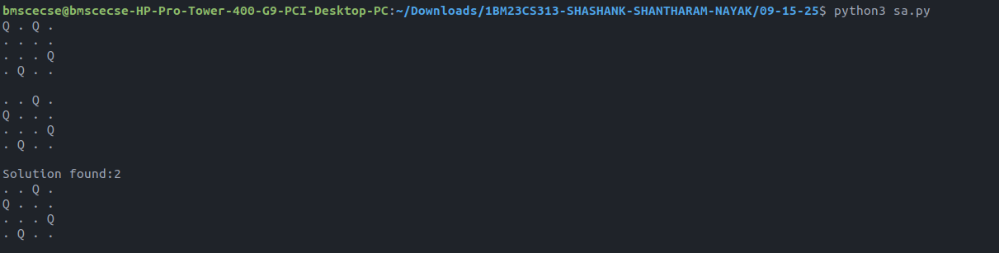 bmscecse@bmscecse-HP-Pro-Tower-400-G9-PCI-Desktop-PC:~/Downloads/1BM23CS313-SHASHANK-SHANTHARAM-NAYAK/09-15-25$ python3 sa.py
Q . Q .
. . . .
. . . Q
. Q . .

. . Q .
Q . . .
. . . Q
. Q . .

Solution found:2
. . Q .
Q . . .
. . . Q
. Q . .